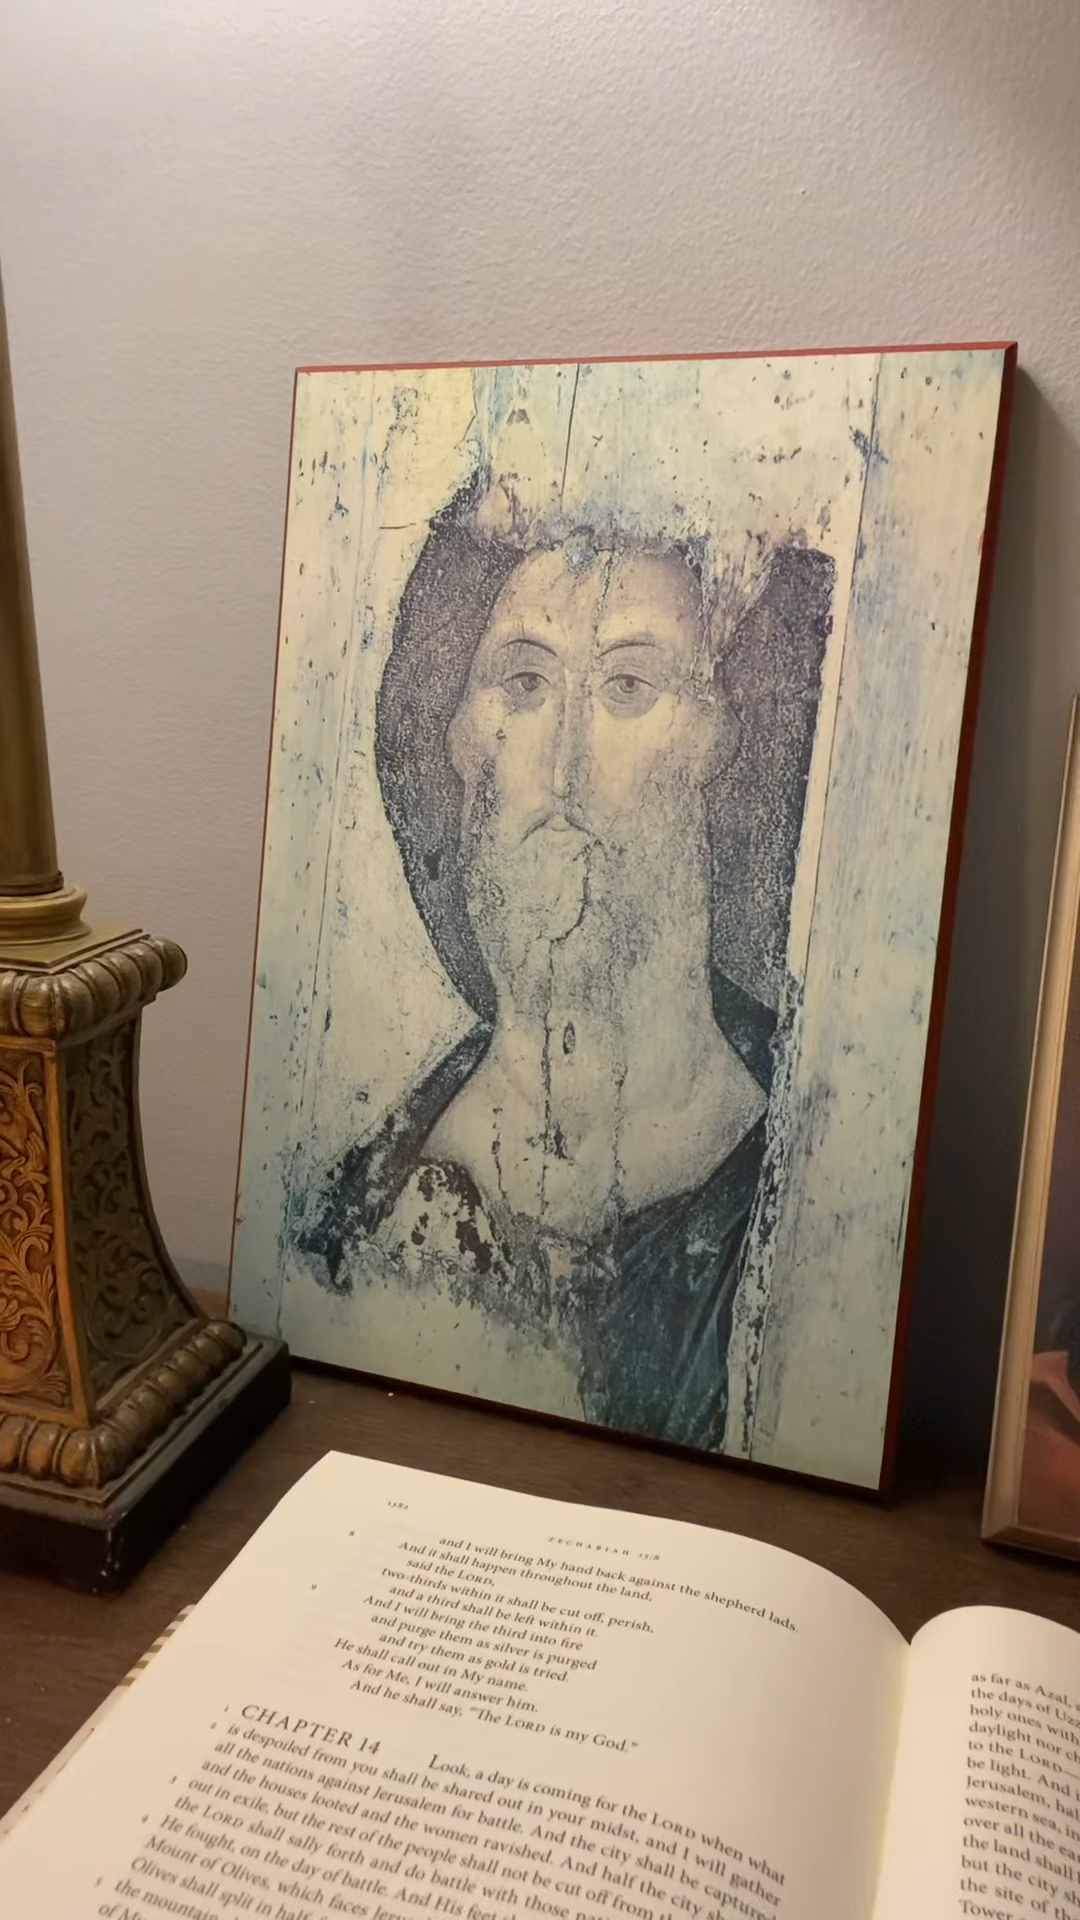 1382
ZECHARIAH 13:8
and I will bring My hand back against the shepherd lads.
8 And it shall happen throughout the land,
said the LORD,
two-thirds within it shall be cut off, perish,
and a third shall be left within it.
9 And I will bring the third into fire
and purge them as silver is purged
and try them as gold is tried.
He shall call out in My name.
As for Me, I will answer him.
And he shall say, “The LORD is my God.”
1 CHAPTER 14 Look, a day is coming for the LORD when what
2 is despoiled from you shall be shared out in your midst, and I will gather
all the nations against Jerusalem for battle. And the city shall be captured
and the houses looted and the women ravished. And half the city
3 out in exile, but the rest of the people shall not be cut off from the
the LORD shall sally forth and do battle with those
4 He fought, on the day of battle. And His feet
Mount of Olives, which faces
Olives shall split in half,
5 the mountain
of
as far as Azal,
the days of
holy ones with
daylight nor
to the LORD—
be light. And
Jerusalem,
western sea,
over all the
the land shall
but the city
the site of the
Tower